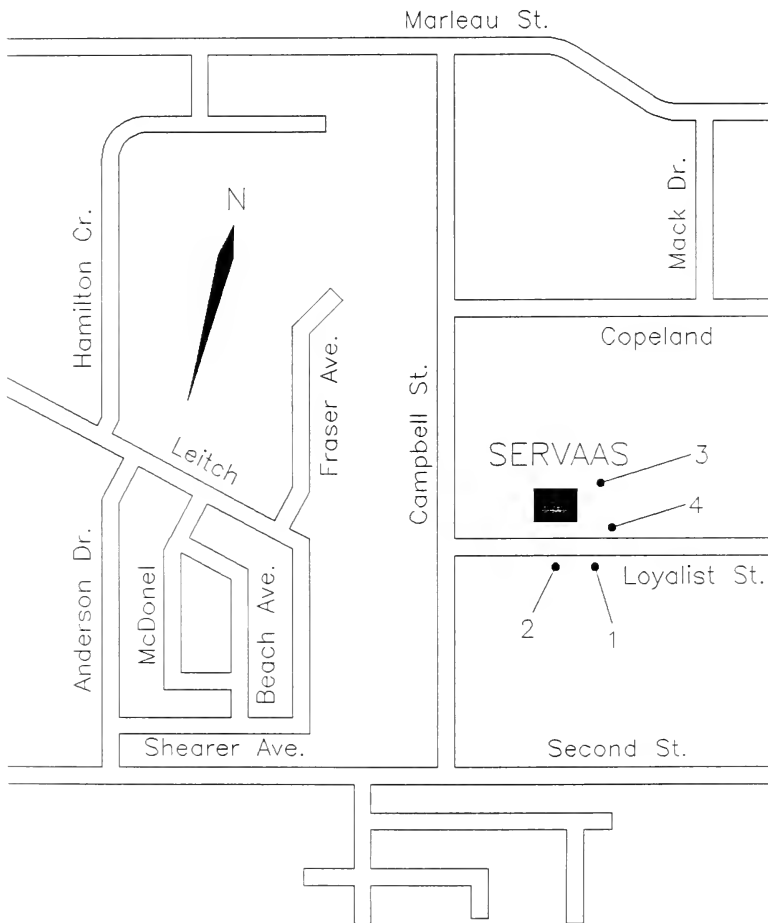 Marleau St.
N
Hamilton Cr.
Mack Dr.
Copeland
Fraser Ave.
Campbell St.
Leitch
SERVAAS
3
4
Loyalist St.
2
1
Anderson Dr.
McDonel
Beach Ave.
Shearer Ave.
Second St.